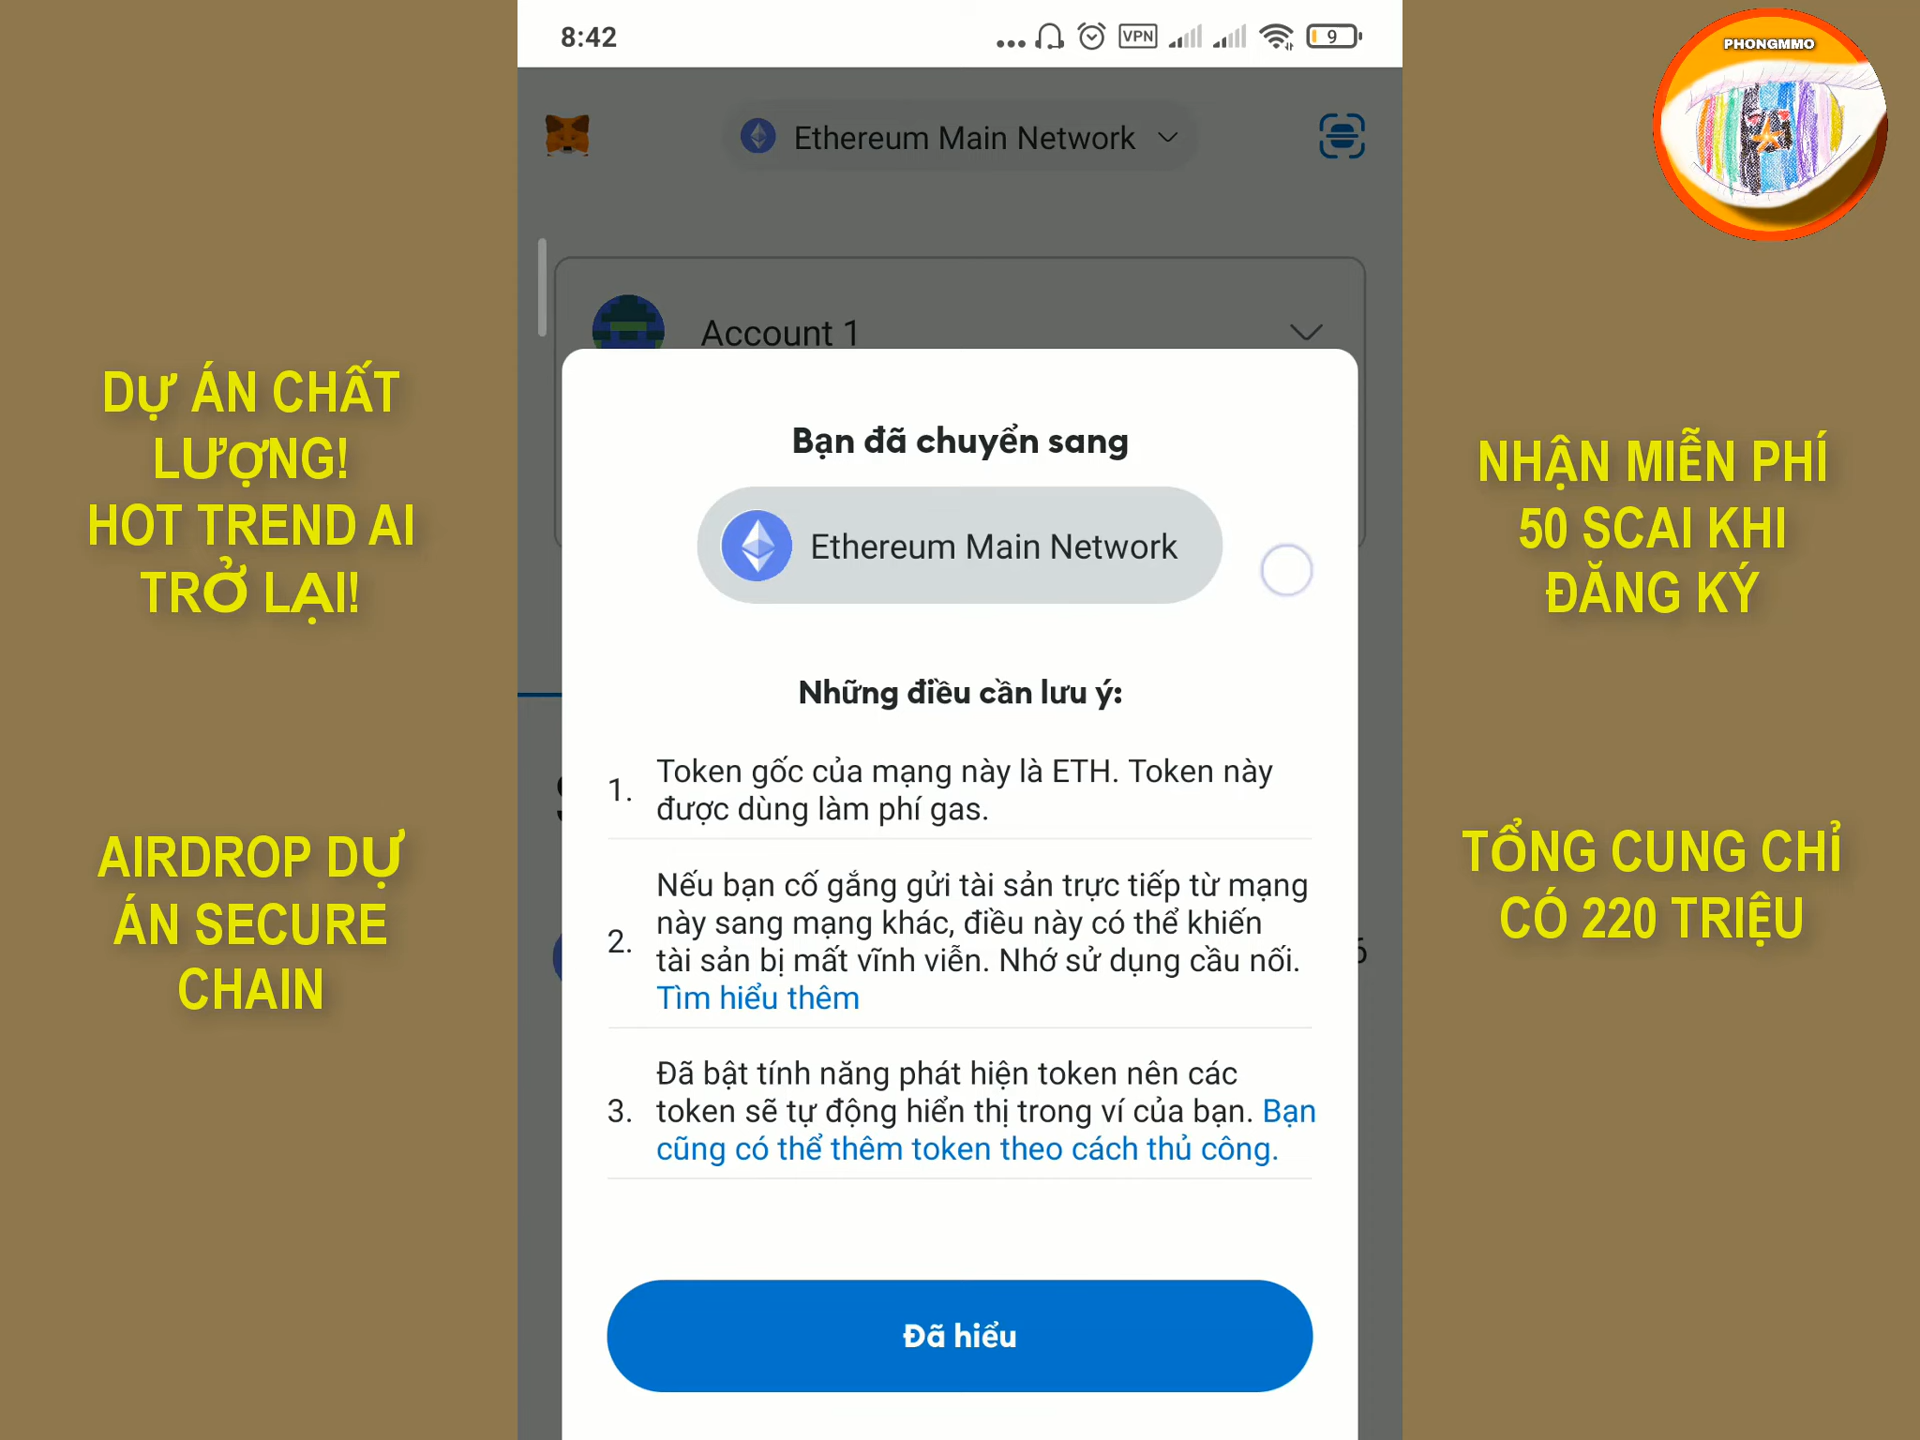 8:42
VPN
9
PHONGMMO
Ethereum Main Network
Account 1
DỰ ÁN CHẤT
LƯỢNG!
HOT TREND AI
TRỞ LẠI!
AIRDROP DỰ
ÁN SECURE
CHAIN
Bạn đã chuyển sang
Ethereum Main Network
Những điều cần lưu ý:
1. Token gốc của mạng này là ETH. Token này
được dùng làm phí gas.
2. Nếu bạn cố gắng gửi tài sản trực tiếp từ mạng
này sang mạng khác, điều này có thể khiến
tài sản bị mất vĩnh viễn. Nhớ sử dụng cầu nối.
Tìm hiểu thêm
3. Đã bật tính năng phát hiện token nên các
token sẽ tự động hiển thị trong ví của bạn. Bạn
cũng có thể thêm token theo cách thủ công.
Đã hiểu
NHẬN MIỄN PHÍ
50 SCAI KHI
ĐĂNG KÝ
TỔNG CUNG CHỈ
CÓ 220 TRIỆU